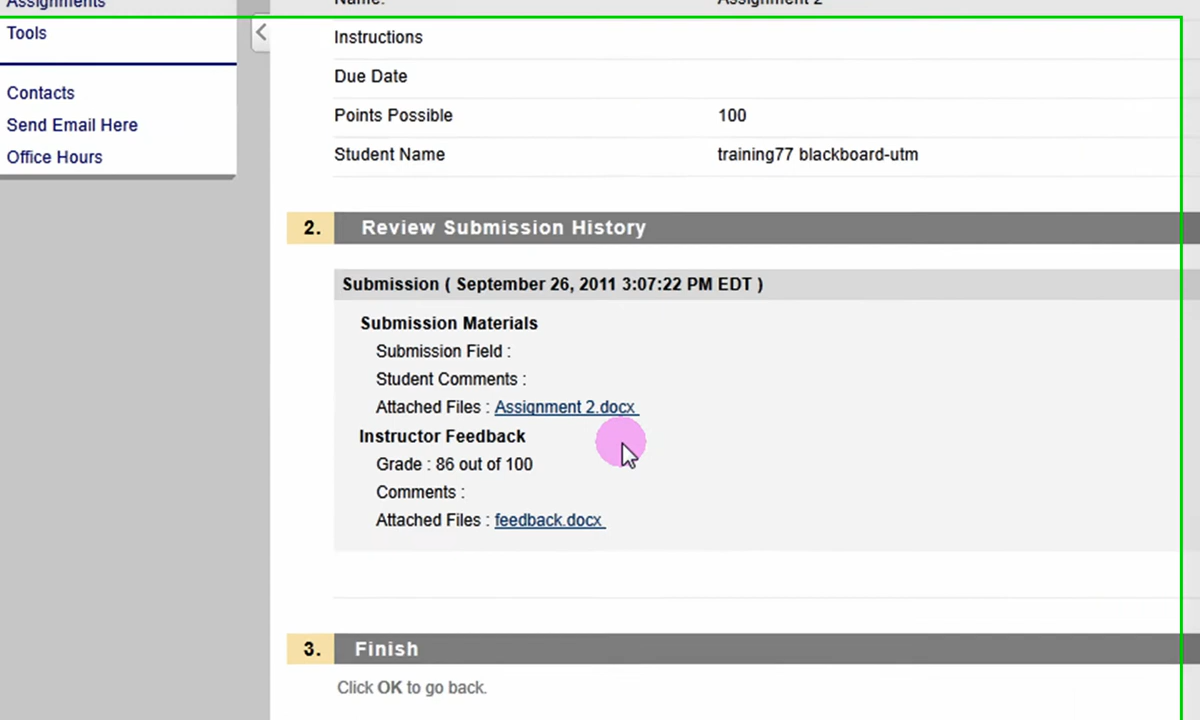 Assignments
Tools
Contacts
Send Email Here
Office Hours
Name: Assignment 2
Instructions
Due Date
Points Possible 100
Student Name training77 blackboard-utm
2. Review Submission History
Submission ( September 26, 2011 3:07:22 PM EDT )
Submission Materials
Submission Field :
Student Comments :
Attached Files : Assignment 2.docx
Instructor Feedback
Grade : 86 out of 100
Comments :
Attached Files : feedback.docx
3. Finish
Click OK to go back.